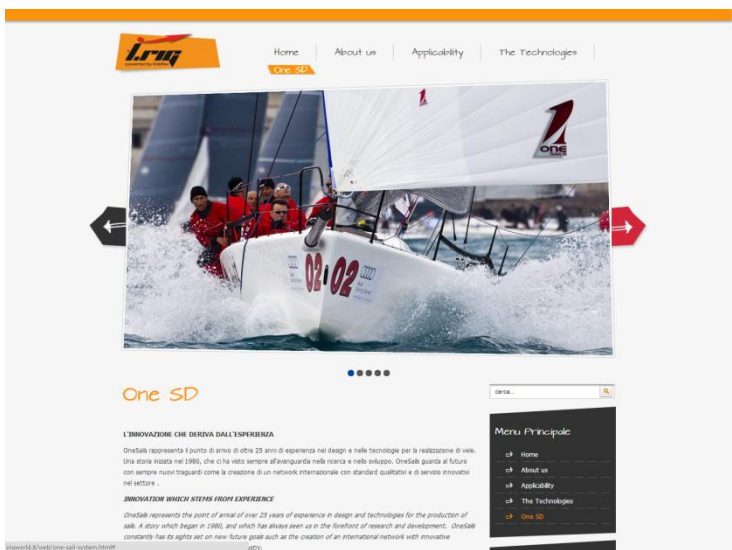 t.rig
Home
About us
Applicability
The Technologies
One SD
1
ONE
SAILS
02
02
Audi
One SD
cerca...
L'INNOVAZIONE CHE DERIVA DALL'ESPERIENZA
OneSails rappresenta il punto di arrivo di oltre 25 anni di esperienza nel design e nelle tecnologie per la realizzazione di vele.
Una storia iniziata nel 1980, che ci ha visto sempre all'avanguardia nella ricerca e nello sviluppo. OneSails guarda al futuro
con sempre nuovi traguardi come la creazione di un network internazionale con standard qualitativi e di servizio innovativi
nel settore .
INNOVATION WHICH STEMS FROM EXPERIENCE
OneSails represents the point of arrival of over 25 years of experience in design and technologies for the production of
sails. A story which began in 1980, and which has always seen us in the forefront of research and development. OneSails
constantly has its sights set on new future goals such as the creation of an international network with innovative
Menu Principale
Home
About us
Applicability
The Technologies
One SD